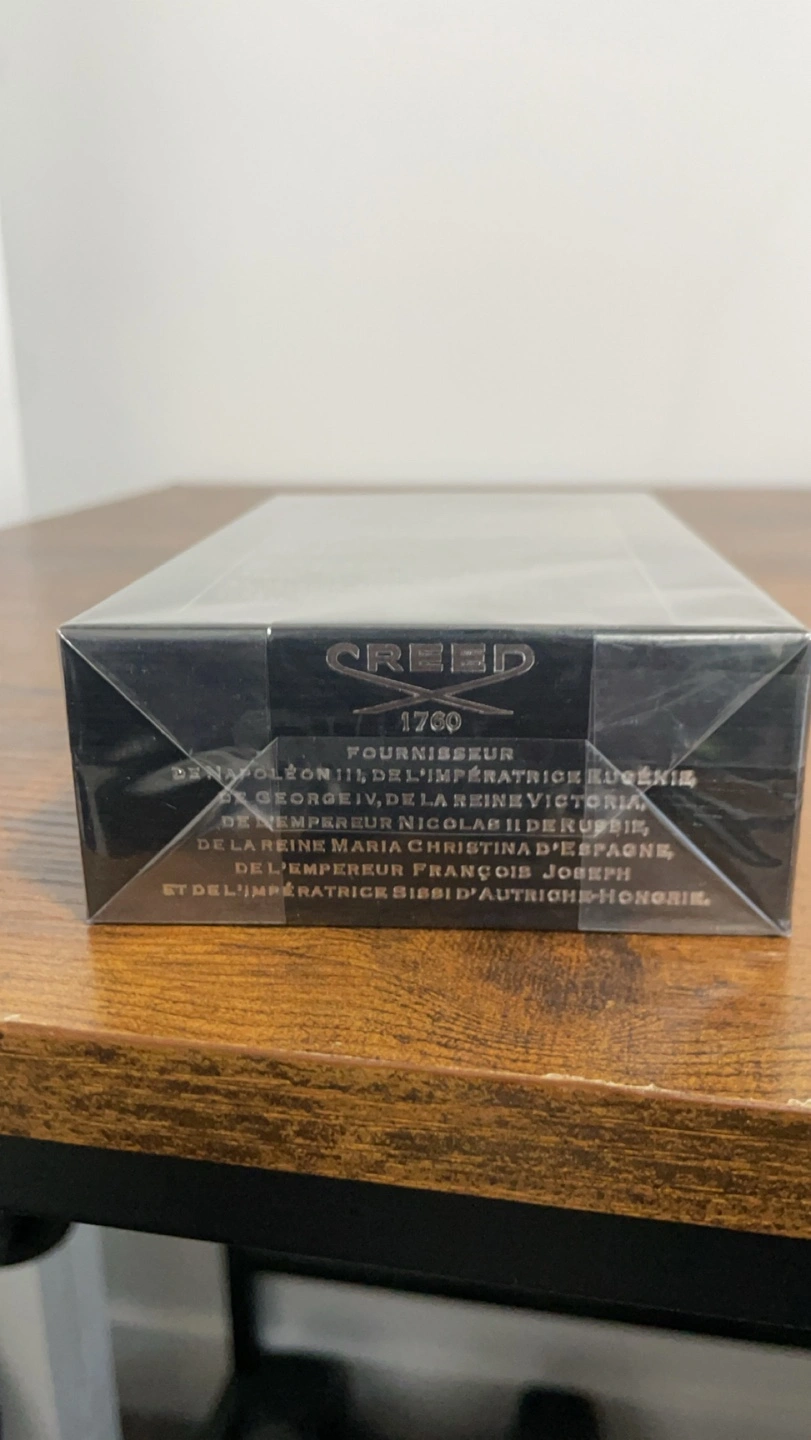 CREED
1760
FOURNISSEUR
DE NAPOLÉON III, DE L'IMPÉRATRICE EUGÉNIE,
DE GEORGE IV, DE LA REINE VICTORIA,
DE L'EMPEREUR NICOLAS II DE RUSSIE,
DE LA REINE MARIA CHRISTINA D'ESPAGNE,
DE L'EMPEREUR FRANÇOIS JOSEPH
ET DE L'IMPÉRATRICE SISSI D'AUTRICHE-HONGRIE.